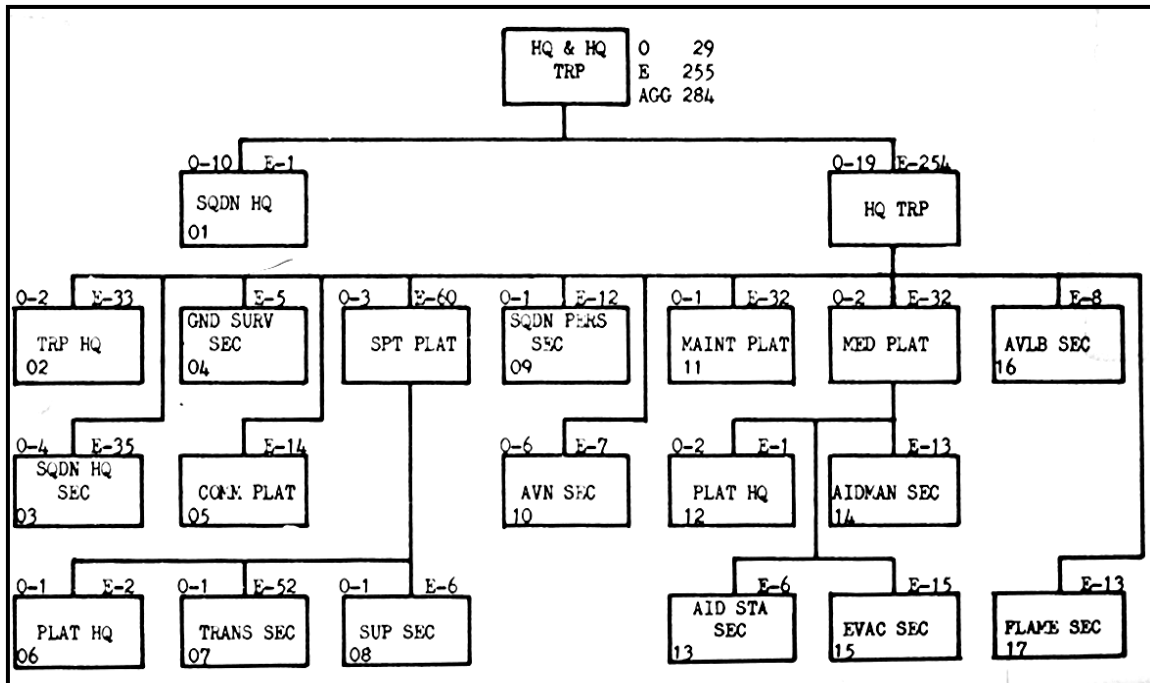 HQ & HQ
TRP
O 29
E 255
AGG 284
O-10 E-1
SQDN HQ
01
O-19 E-254
HQ TRP
O-2 E-33
TRP HQ
02
E-5
GND SURV
SEC
04
O-3 E-60
SPT PLAT
O-1 E-12
SQDN PERS
SEC
09
O-1 E-32
MAINT PLAT
11
O-2 E-32
MED PLAT
E-8
AVLB SEC
16
O-4 E-35
SQDN HQ
SEC
03
E-14
COMM PLAT
05
O-6 E-7
AVN SEC
10
O-2 E-1
PLAT HQ
12
E-13
AIDMAN SEC
14
O-1 E-2
PLAT HQ
06
O-1 E-52
TRANS SEC
07
O-1 E-6
SUP SEC
08
E-6
AID STA
SEC
13
E-15
EVAC SEC
15
E-13
FLAME SEC
17